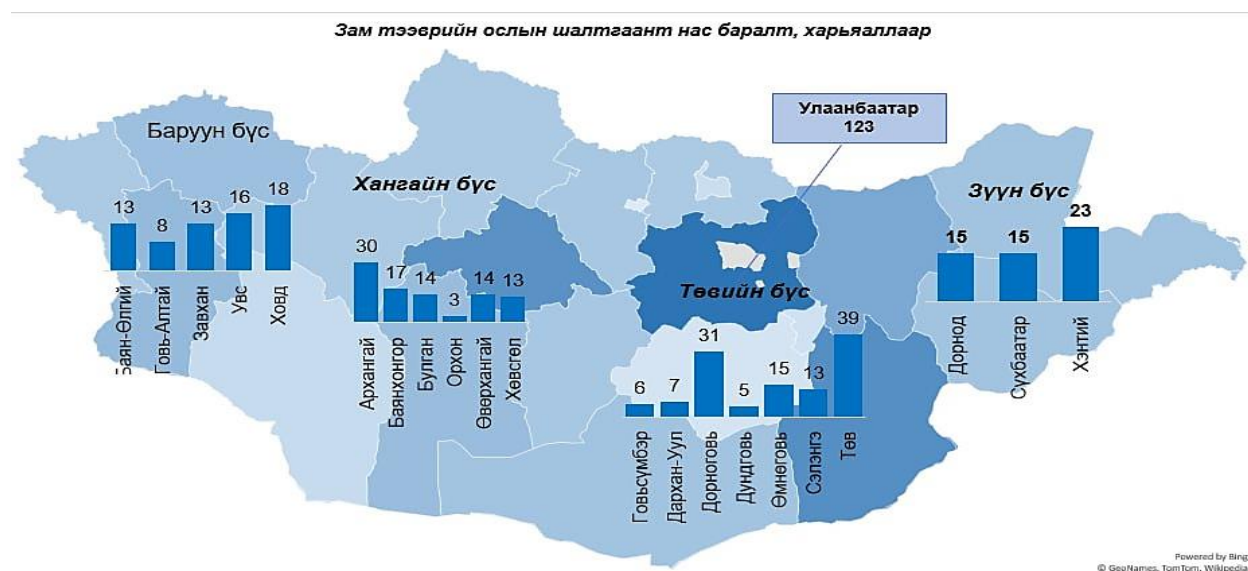 Зам тээврийн ослын шалтгаант нас баралт, харьяаллаар
Улаанбаатар
123
Баруун бүс
13
8
13
16
18
Баян-Өлгий
Говь-Алтай
Завхан
Увс
Ховд
Хангайн бүс
30
17
14
3
14
13
Архангай
Баянхонгор
Булган
Орхон
Өвөрхангай
Хөвсгөл
Төвийн бүс
6
7
31
5
15
13
39
Говьсүмбэр
Дархан-Уул
Дорноговь
Дундговь
Өмнөговь
Сэлэнгэ
Төв
Зүүн бүс
15
15
23
Дорнод
Сүхбаатар
Хэнтий
Powered by Bing
© GeoNames, TomTom, Wikipedia